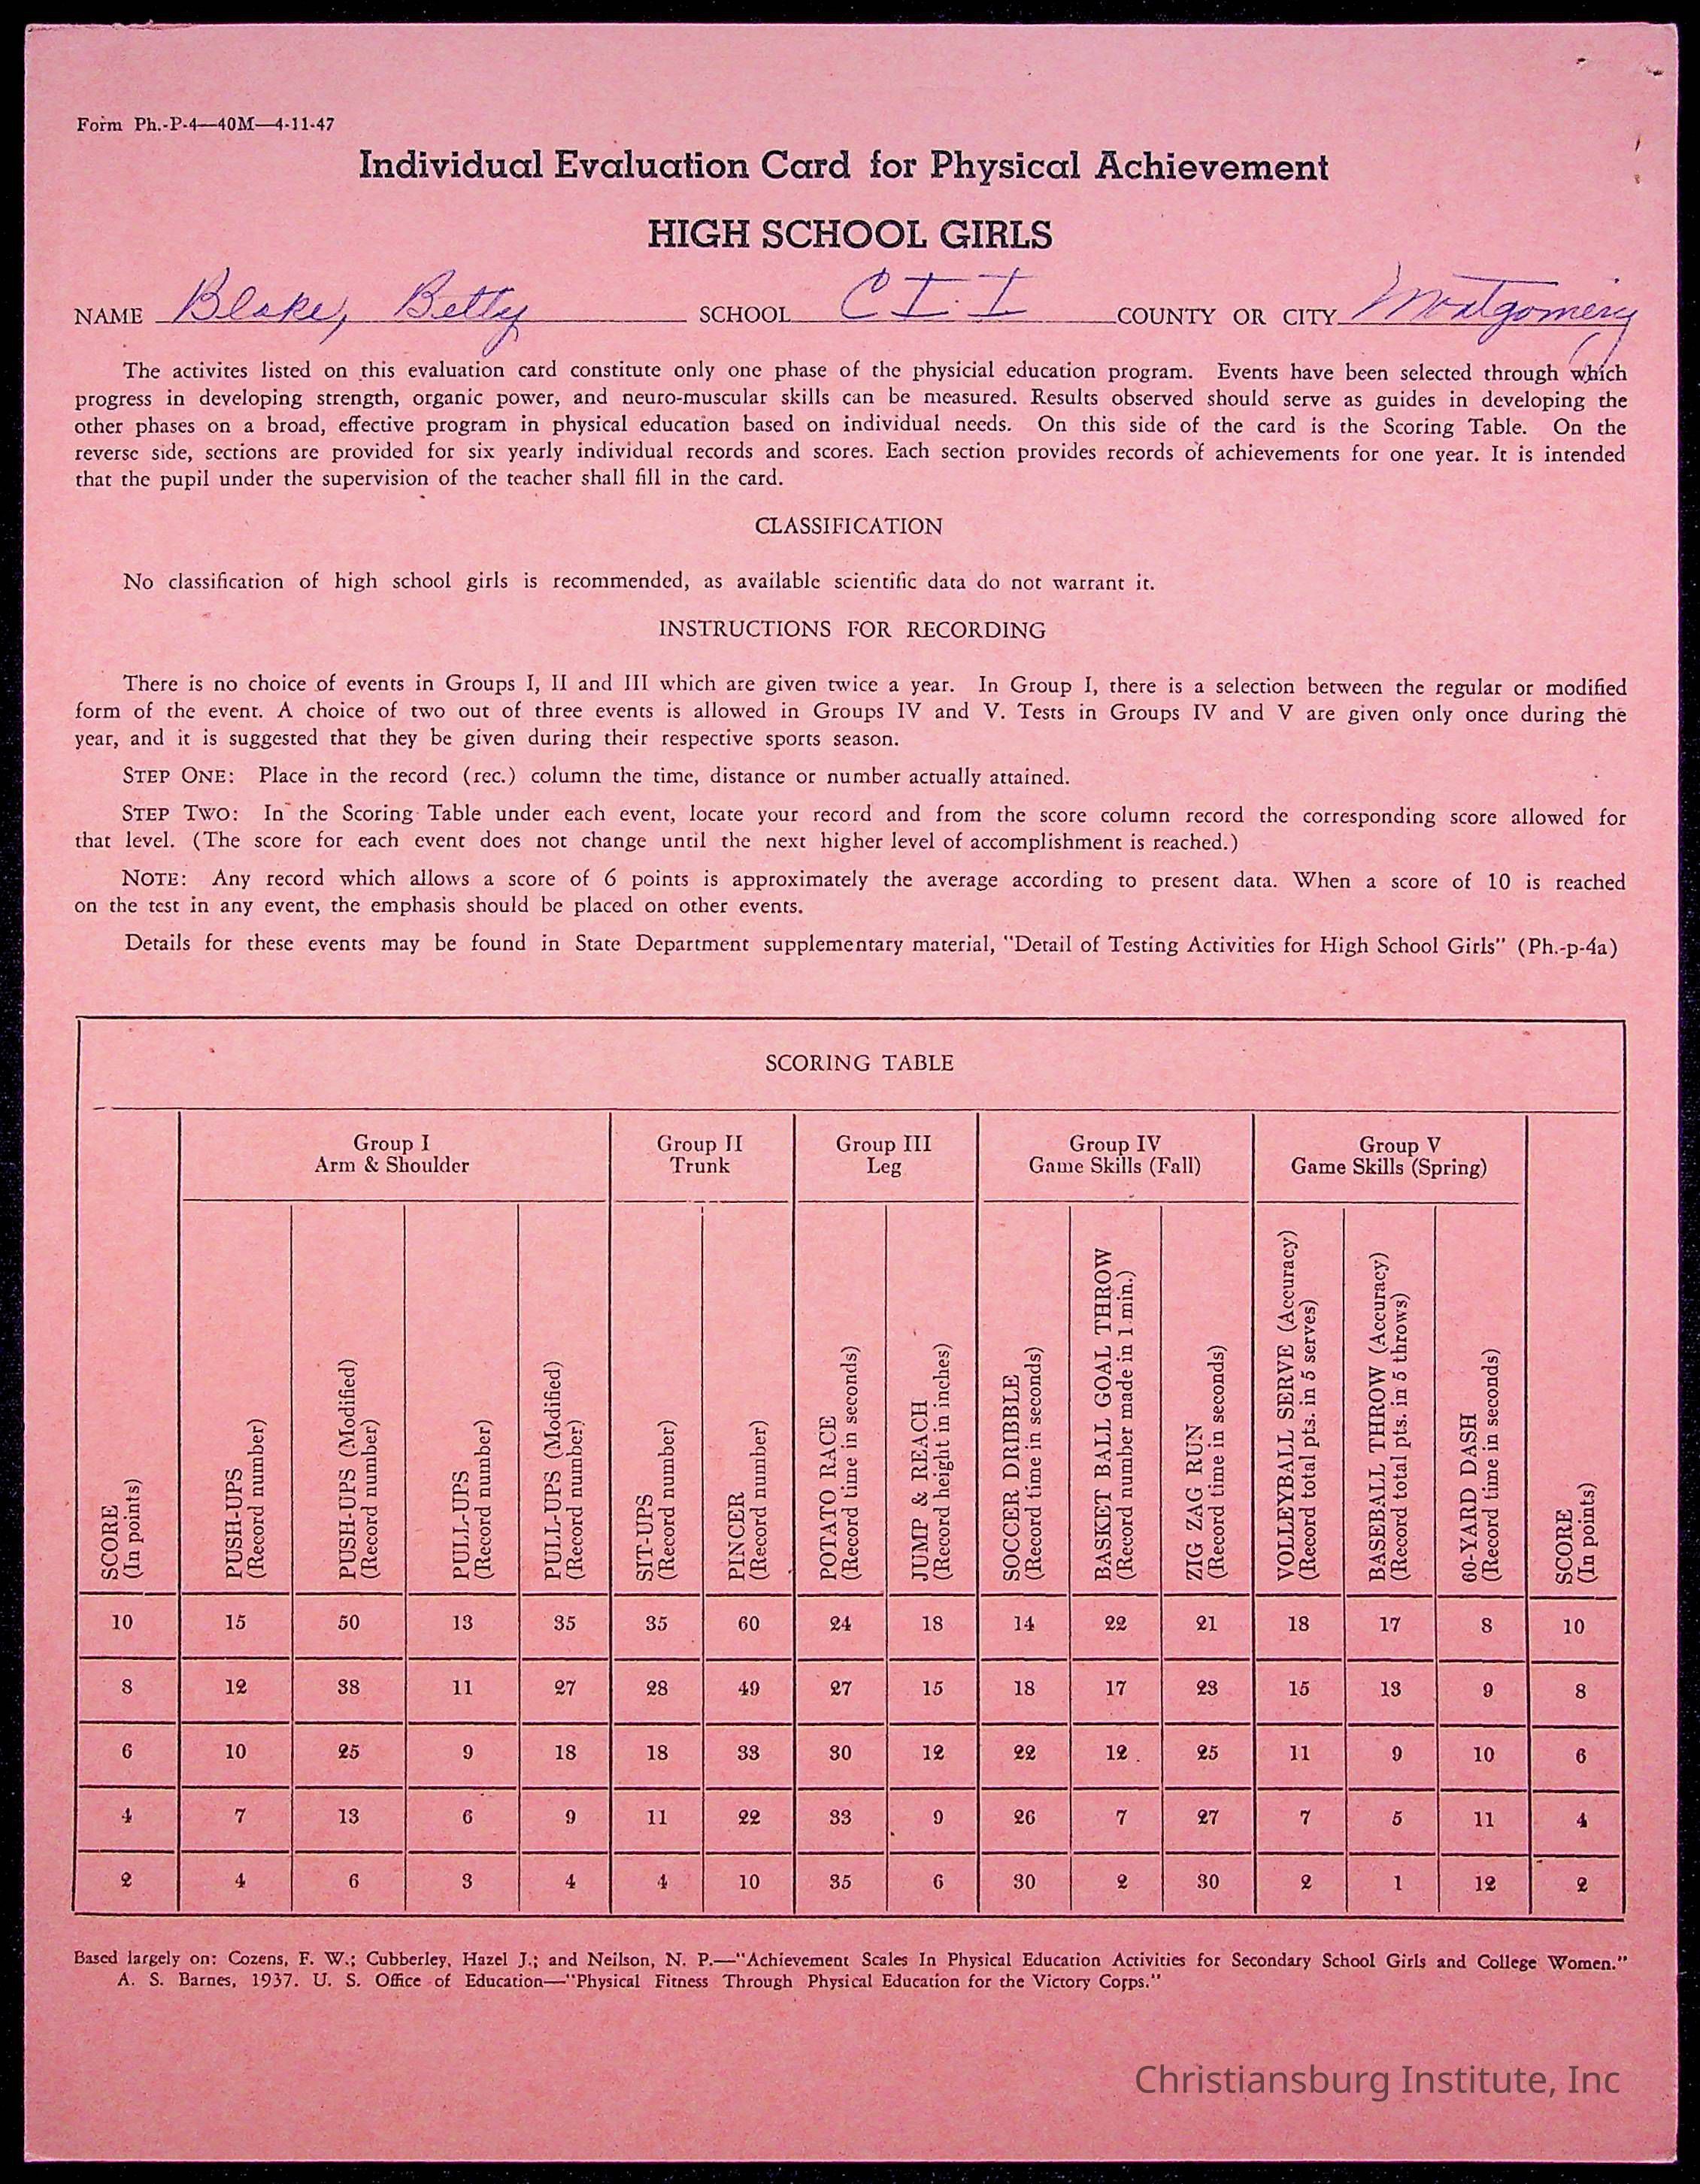 Form Ph.-P-4—40M—4-11-47
Individual Evaluation Card for Physical Achievement
HIGH SCHOOL GIRLS
NAME Blake, Betty SCHOOL C I. I COUNTY OR CITY Montgomery
The activites listed on this evaluation card constitute only one phase of the physicial education program. Events have been selected through which
progress in developing strength, organic power, and neuro-muscular skills can be measured. Results observed should serve as guides in developing the
other phases on a broad, effective program in physical education based on individual needs. On this side of the card is the Scoring Table. On the
reverse side, sections are provided for six yearly individual records and scores. Each section provides records of achievements for one year. It is intended
that the pupil under the supervision of the teacher shall fill in the card.
CLASSIFICATION
No classification of high school girls is recommended, as available scientific data do not warrant it.
INSTRUCTIONS FOR RECORDING
There is no choice of events in Groups I, II and III which are given twice a year. In Group I, there is a selection between the regular or modified
form of the event. A choice of two out of three events is allowed in Groups IV and V. Tests in Groups IV and V are given only once during the
year, and it is suggested that they be given during their respective sports season.
STEP ONE: Place in the record (rec.) column the time, distance or number actually attained.
STEP TWO: In the Scoring Table under each event, locate your record and from the score column record the corresponding score allowed for
that level. (The score for each event does not change until the next higher level of accomplishment is reached.)
NOTE: Any record which allows a score of 6 points is approximately the average according to present data. When a score of 10 is reached
on the test in any event, the emphasis should be placed on other events.
Details for these events may be found in State Department supplementary material, "Detail of Testing Activities for High School Girls" (Ph.-p-4a)
SCORING TABLE
Group I Group II Group III Group IV Group V
Arm & Shoulder Trunk Leg Game Skills (Fall) Game Skills (Spring)
SCORE
(In points)
PUSH-UPS
(Record number)
PUSH-UPS (Modified)
(Record number)
PULL-UPS
(Record number)
PULL-UPS (Modified)
(Record number)
SIT-UPS
(Record number)
PINCER
(Record number)
POTATO RACE
(Record time in seconds)
JUMP & REACH
(Record height in inches)
SOCCER DRIBBLE
(Record time in seconds)
BASKET BALL GOAL THROW
(Record number made in 1 min.)
ZIG ZAG RUN
(Record time in seconds)
VOLLEYBALL SERVE (Accuracy)
(Record total pts. in 5 serves)
BASEBALL THROW (Accuracy)
(Record total pts. in 5 throws)
60-YARD DASH
(Record time in seconds)
SCORE
(In points)
10 15 50 13 35 35 60 24 18 14 22 21 18 17 8 10
8 12 38 11 27 28 49 27 15 18 17 23 15 13 9 8
6 10 25 9 18 18 33 30 12 22 12 25 11 9 10 6
4 7 13 6 9 11 22 33 9 26 7 27 7 5 11 4
2 4 6 3 4 4 10 35 6 30 2 30 2 1 12 2
Based largely on: Cozens, F. W.; Cubberley, Hazel J.; and Neilson, N. P.—"Achievement Scales In Physical Education Activities for Secondary School Girls and College Women."
A. S. Barnes, 1937. U. S. Office of Education—"Physical Fitness Through Physical Education for the Victory Corps."
Christiansburg Institute, Inc